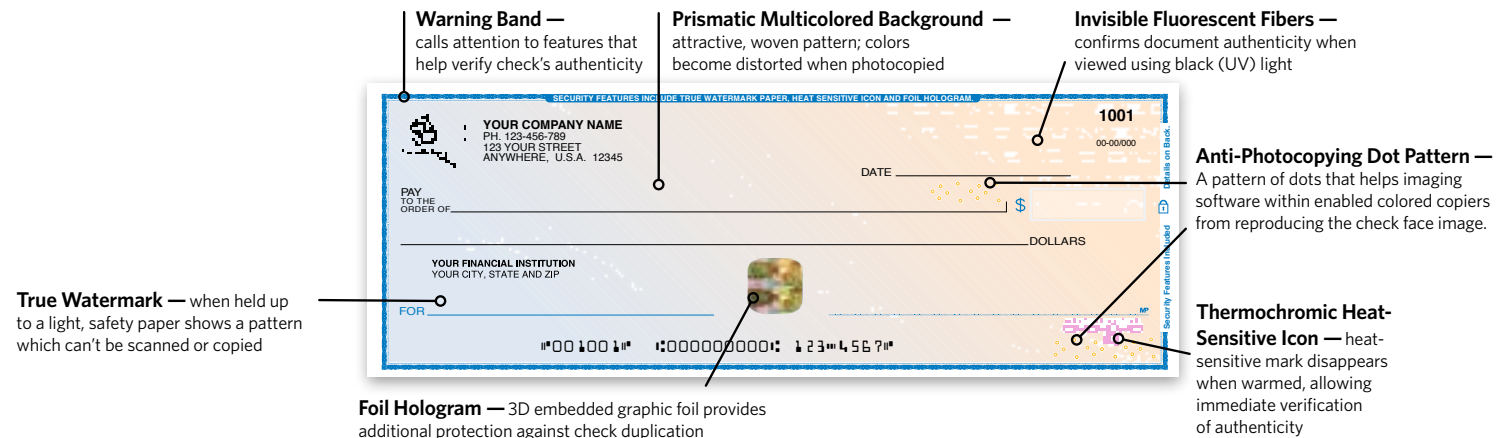 Warning Band —
calls attention to features that
help verify check's authenticity
Prismatic Multicolored Background —
attractive, woven pattern; colors
become distorted when photocopied
Invisible Fluorescent Fibers —
confirms document authenticity when
viewed using black (UV) light
SECURITY FEATURES INCLUDE TRUE WATERMARK PAPER, HEAT SENSITIVE ICON AND FOIL HOLOGRAM.
YOUR COMPANY NAME
PH. 123-456-789
123 YOUR STREET
ANYWHERE, U.S.A. 12345
1001
00-00/000
DATE
PAY
TO THE
ORDER OF
$
DOLLARS
YOUR FINANCIAL INSTITUTION
YOUR CITY, STATE AND ZIP
FOR
MP
⑈001001⑈ ⑆000000000⑆ 123⑉4567⑈
Security Features Included
Details on Back.
Anti-Photocopying Dot Pattern —
A pattern of dots that helps imaging
software within enabled colored copiers
from reproducing the check face image.
True Watermark — when held up
to a light, safety paper shows a pattern
which can't be scanned or copied
Thermochromic Heat-
Sensitive Icon — heat-
sensitive mark disappears
when warmed, allowing
immediate verification
of authenticity
Foil Hologram — 3D embedded graphic foil provides
additional protection against check duplication